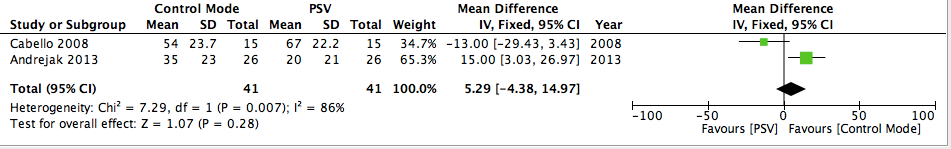 Control Mode PSV Mean Difference Mean Difference
Study or Subgroup Mean SD Total Mean SD Total Weight IV, Fixed, 95% CI IV, Fixed, 95% CI
Cabello 2008 54 23.7 15 67 22.2 15 34.7% -13.00 [-29.43, 3.43] 2008
Andrejak 2013 35 23 26 20 21 26 65.3% 15.00 [3.03, 26.97] 2013
Total (95% CI) 41 41 100.0% 5.29 [-4.38, 14.97]
Heterogeneity: Chi² = 7.29, df = 1 (P = 0.007); I² = 86%
Test for overall effect: Z = 1.07 (P = 0.28)
-100 -50 0 50 100
Favours [PSV] Favours [Control Mode]